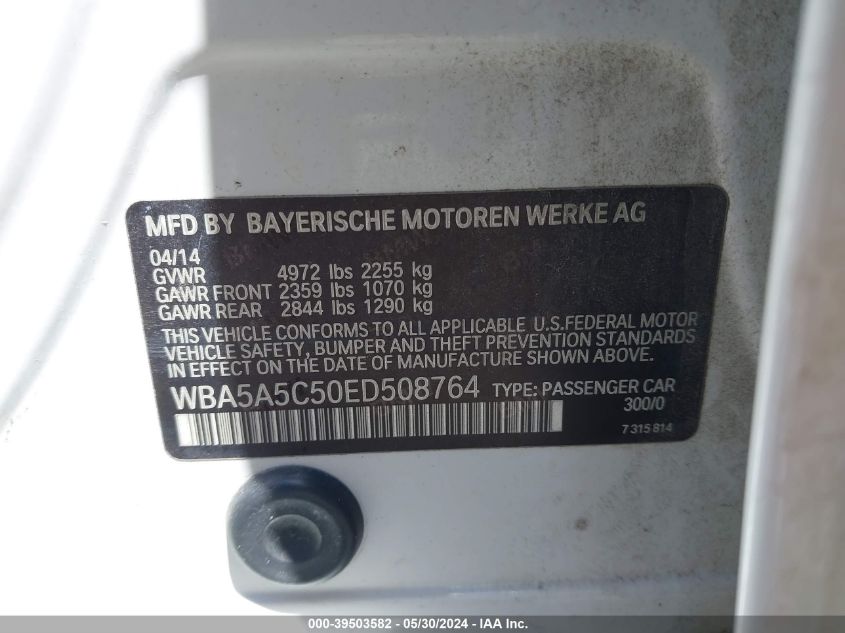 MFD BY BAYERISCHE MOTOREN WERKE AG
04/14
GVWR 4972 lbs 2255 kg
GAWR FRONT 2359 lbs 1070 kg
GAWR REAR 2844 lbs 1290 kg
THIS VEHICLE CONFORMS TO ALL APPLICABLE U.S.FEDERAL MOTOR
VEHICLE SAFETY, BUMPER AND THEFT PREVENTION STANDARDS
IN EFFECT ON THE DATE OF MANUFACTURE SHOWN ABOVE.
WBA5A5C50ED508764 TYPE: PASSENGER CAR
300/0
7 315 814
000-39503582 - 05/30/2024 - IAA Inc.